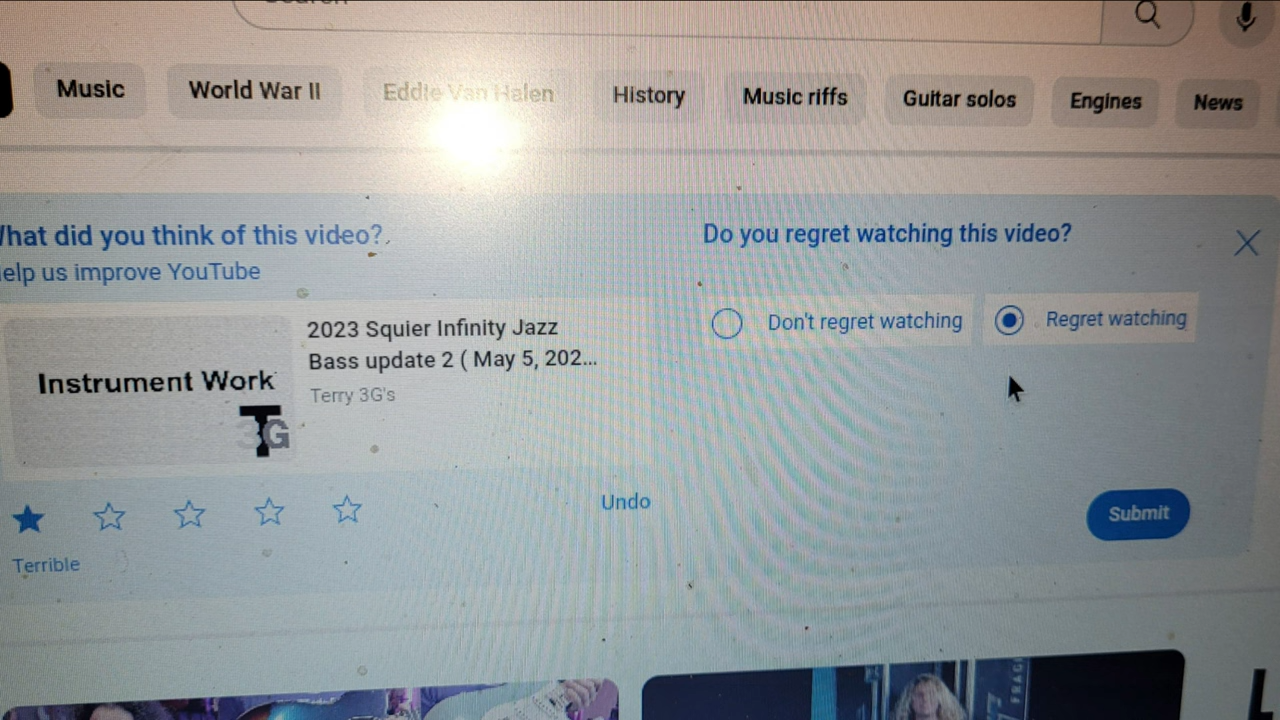 Music World War II Eddie Van Halen History Music riffs Guitar solos Engines News
hat did you think of this video?
elp us improve YouTube
Do you regret watching this video?
Don't regret watching
Regret watching
Instrument Work
T
3G
2023 Squier Infinity Jazz
Bass update 2 ( May 5, 202...
Terry 3G's
Undo
Submit
Terrible
FRAG